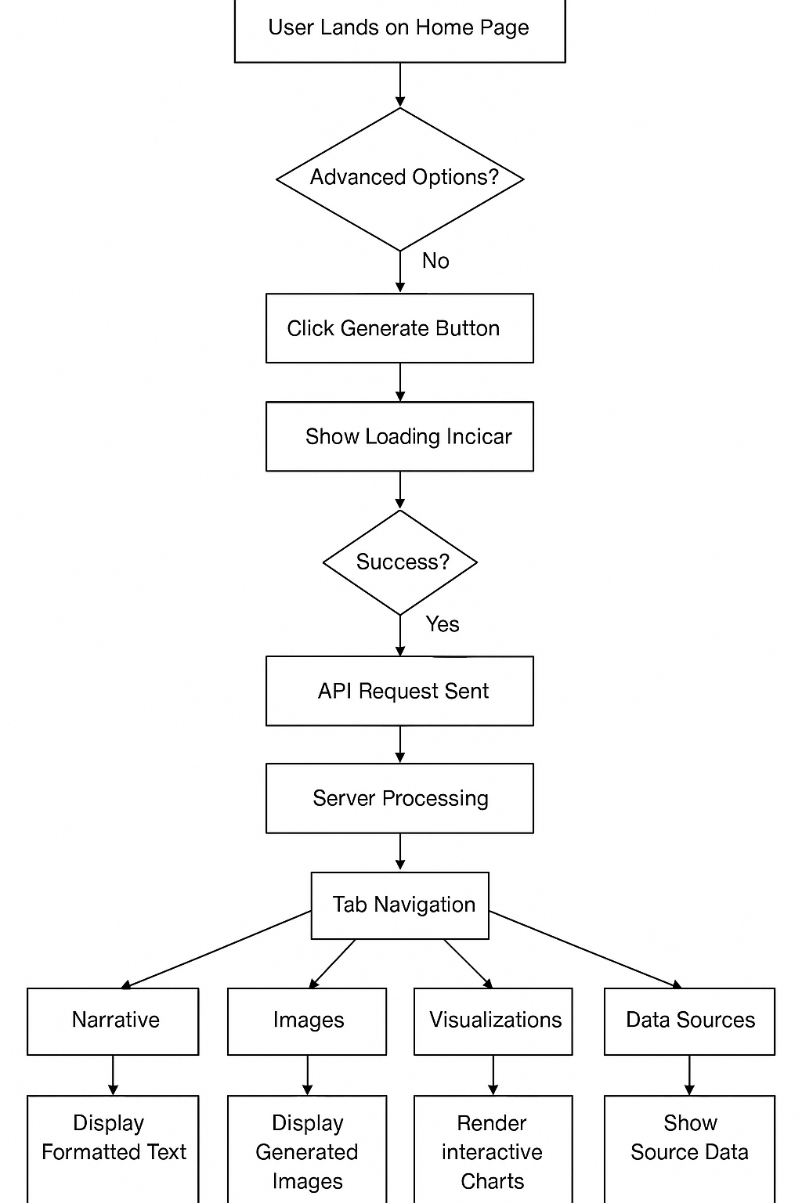 User Lands on Home Page
Advanced Options?
No
Click Generate Button
Show Loading Incicar
Success?
Yes
API Request Sent
Server Processing
Tab Navigation
Narrative
Images
Visualizations
Data Sources
Display
Formatted Text
Display
Generated
Images
Render
interactive
Charts
Show
Source Data